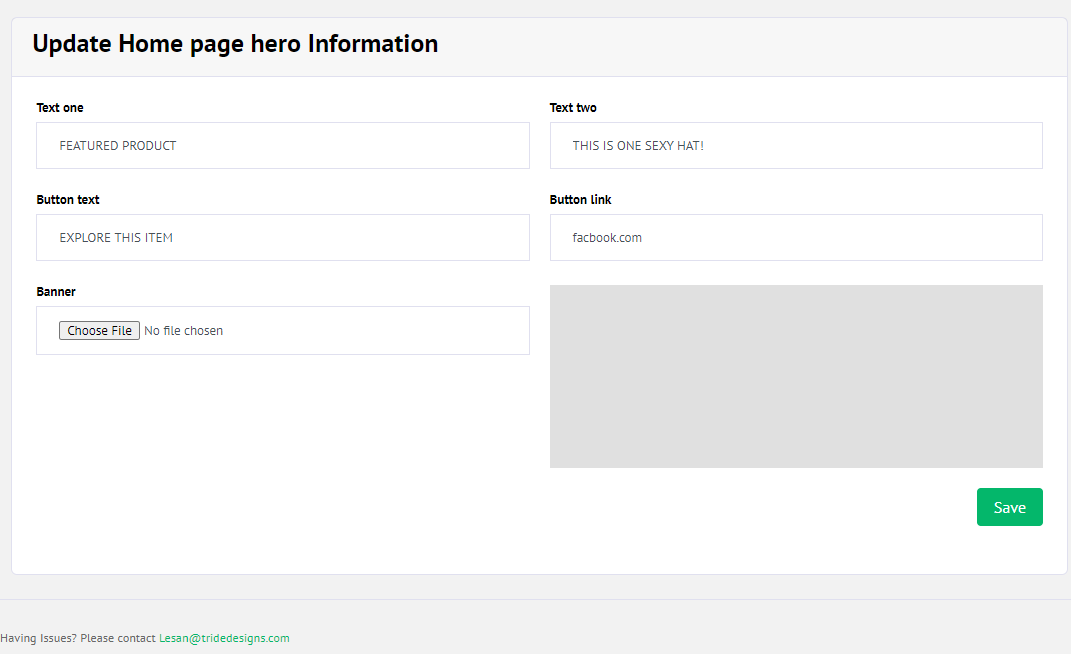 Update Home page hero Information
Text one
Text two
FEATURED PRODUCT
THIS IS ONE SEXY HAT!
Button text
Button link
EXPLORE THIS ITEM
facbook.com
Banner
Choose File No file chosen
Save
Having Issues? Please contact Lesan@tridedesigns.com